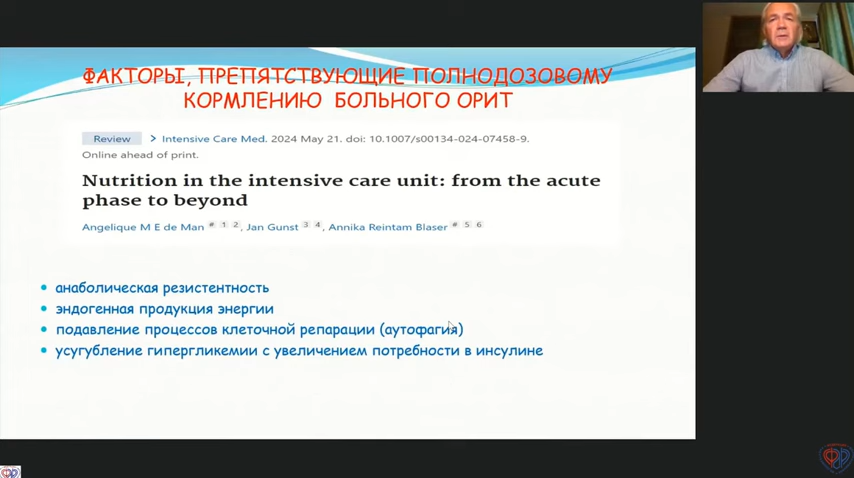 ФАКТОРЫ, ПРЕПЯТСТВУЮЩИЕ ПОЛНОДОЗОВОМУ
КОРМЛЕНИЮ БОЛЬНОГО ОРИТ
Review > Intensive Care Med. 2024 May 21. doi: 10.1007/s00134-024-07458-9.
Online ahead of print.
Nutrition in the intensive care unit: from the acute
phase to beyond
Angelique M E de Man # 1 2, Jan Gunst 3 4, Annika Reintam Blaser # 5 6
• анаболическая резистентность
• эндогенная продукция энергии
• подавление процессов клеточной репарации (аутофагия)
• усугубление гипергликемии с увеличением потребности в инсулине